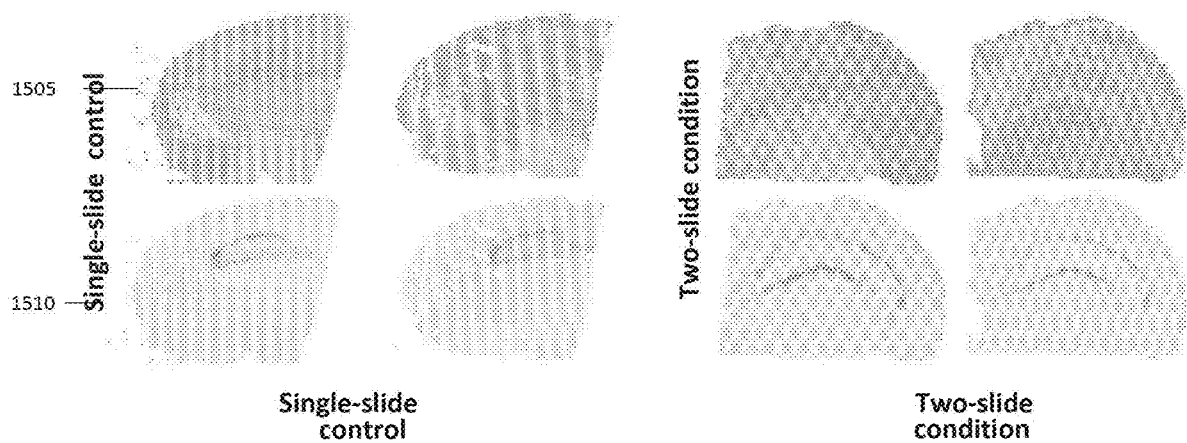 1505
Single-slide control
Two-slide condition
1510
Single-slide
control
Two-slide
condition